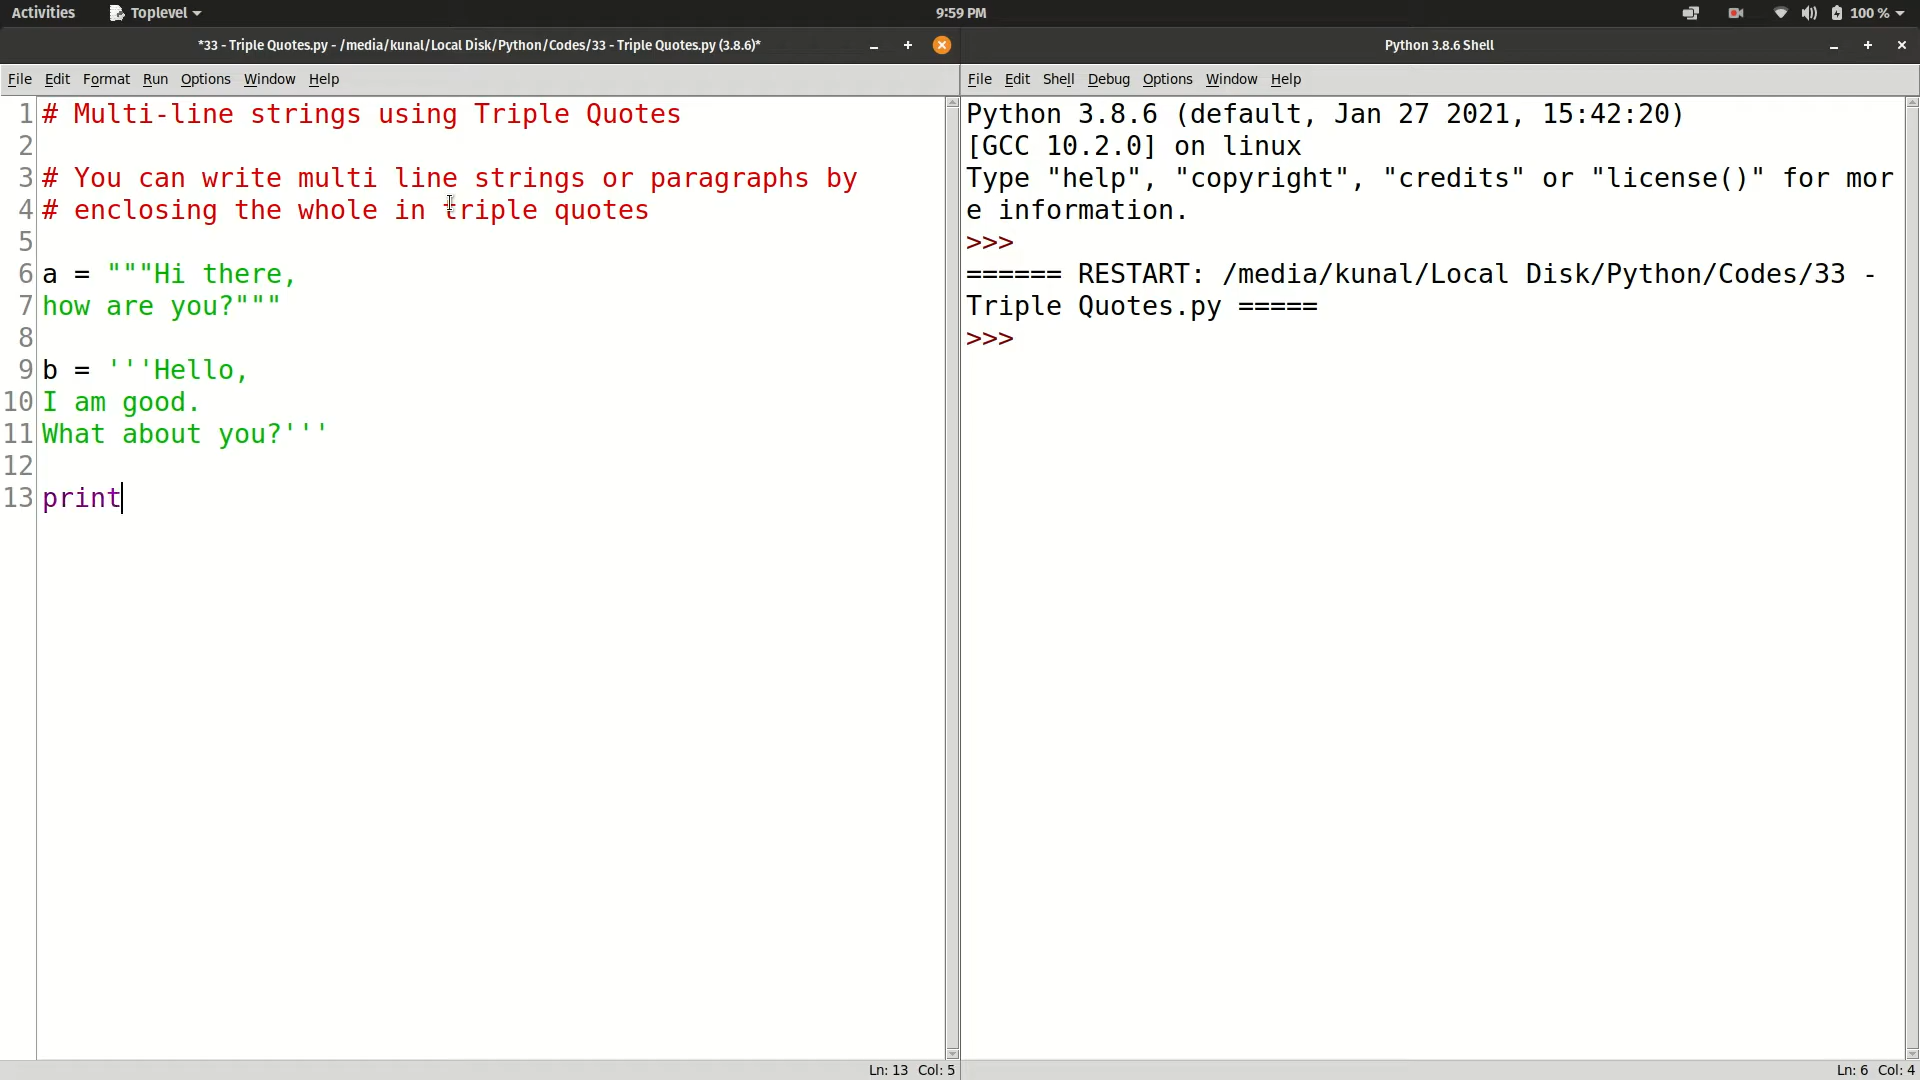 Activities Toplevel 9:59 PM 100 %
*33 - Triple Quotes.py - /media/kunal/Local Disk/Python/Codes/33 - Triple Quotes.py (3.8.6)*
File Edit Format Run Options Window Help
1 # Multi-line strings using Triple Quotes
2
3 # You can write multi line strings or paragraphs by
4 # enclosing the whole in triple quotes
5
6 a = """Hi there,
7 how are you?"""
8
9 b = '''Hello,
10 I am good.
11 What about you?'''
12
13 print
Ln: 13 Col: 5
Python 3.8.6 Shell
File Edit Shell Debug Options Window Help
Python 3.8.6 (default, Jan 27 2021, 15:42:20)
[GCC 10.2.0] on linux
Type "help", "copyright", "credits" or "license()" for mor
e information.
>>>
====== RESTART: /media/kunal/Local Disk/Python/Codes/33 -
Triple Quotes.py =====
>>>
Ln: 6 Col: 4